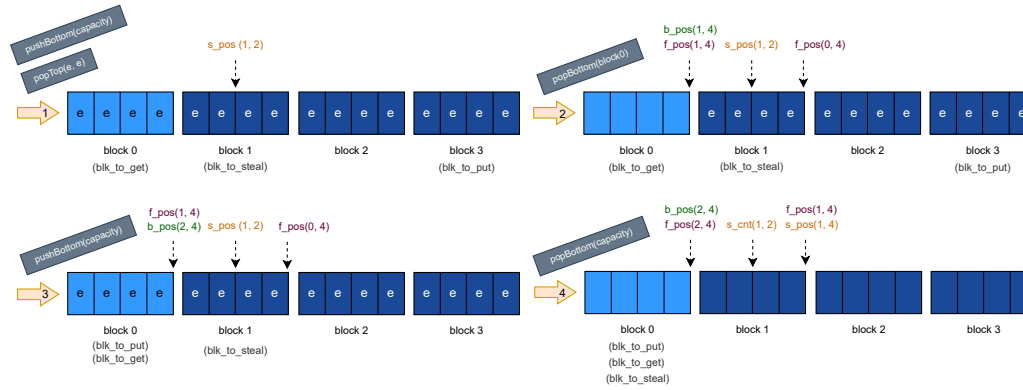 pushBottom(capacity)
popTop(e, e)
s_pos (1, 2)
1
e e e e
e e e e
e e e e
e e e e
block 0
(blk_to_get)
block 1
(blk_to_steal)
block 2
block 3
(blk_to_put)
popBottom(block0)
b_pos(1, 4)
f_pos(1, 4)
s_pos(1, 2)
f_pos(0, 4)
2
e e e e
e e e e
e e e e
block 0
(blk_to_get)
block 1
(blk_to_steal)
block 2
block 3
(blk_to_put)
pushBottom(capacity)
f_pos(1, 4)
b_pos(2, 4)
s_pos (1, 2)
f_pos(0, 4)
3
e e e e
e e e e
e e e e
e e e e
block 0
(blk_to_put)
(blk_to_get)
block 1
(blk_to_steal)
block 2
block 3
popBottom(capacity)
b_pos(2, 4)
f_pos(2, 4)
s_cnt(1, 2)
f_pos(1, 4)
s_pos(1, 4)
4
block 0
(blk_to_put)
(blk_to_get)
(blk_to_steal)
block 1
block 2
block 3